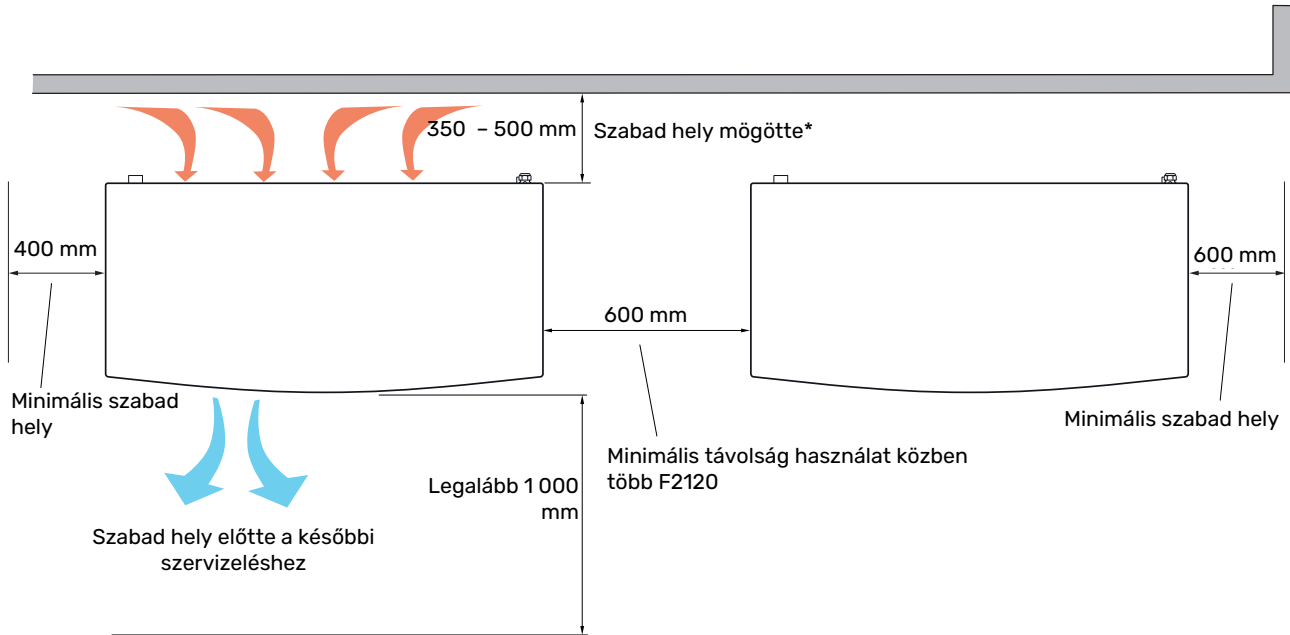 350 – 500 mm
Szabad hely mögötte*
400 mm
600 mm
600 mm
Minimális szabad
hely
Minimális szabad hely
Minimális távolság használat közben
több F2120
Legalább 1 000
mm
Szabad hely előtte a későbbi
szervizeléshez